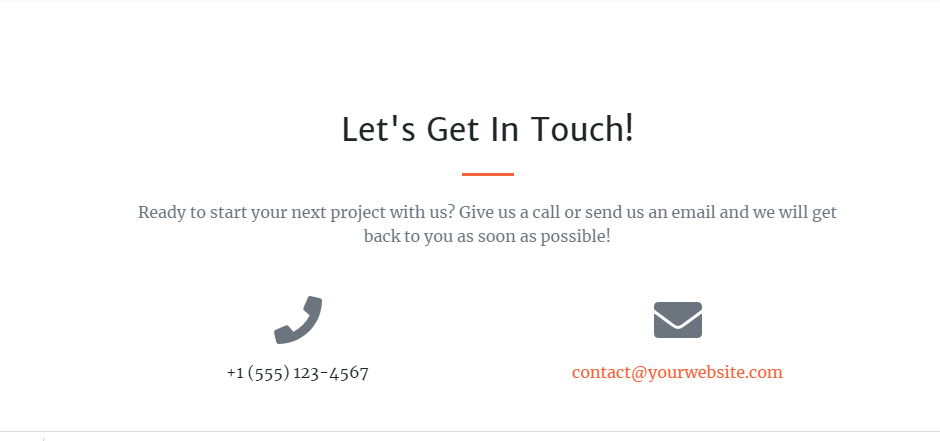 Let's Get In Touch!
Ready to start your next project with us? Give us a call or send us an email and we will get
back to you as soon as possible!
+1 (555) 123-4567
contact@yourwebsite.com